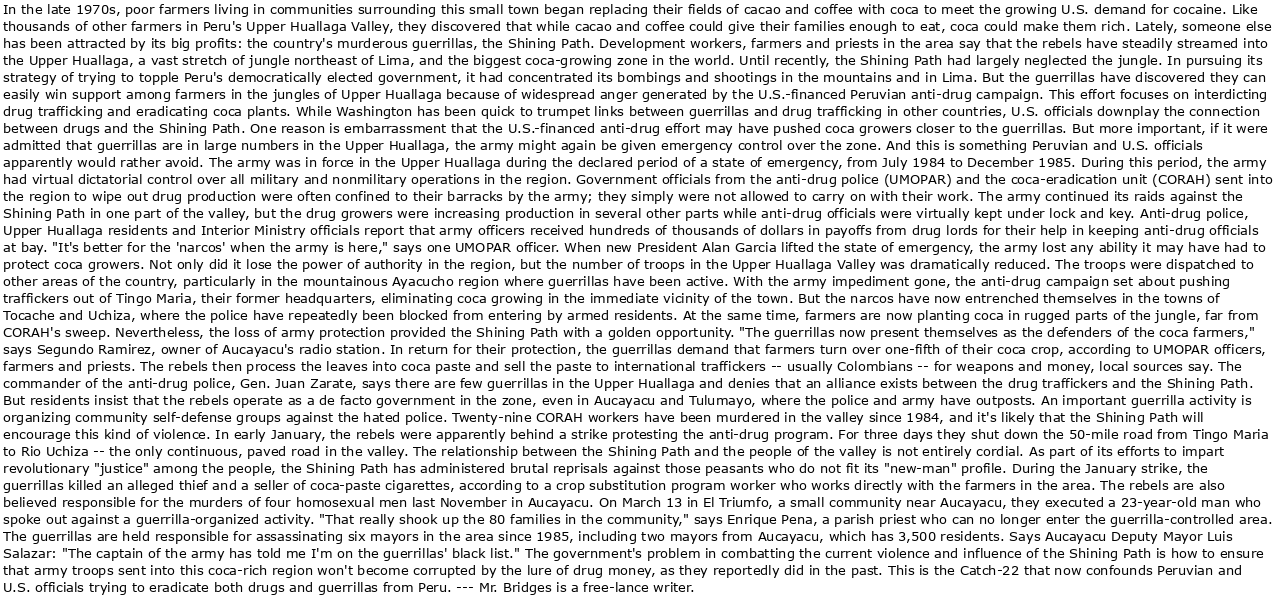 In the late 1970s, poor farmers living in communities surrounding this small town began replacing their fields of cacao and coffee with coca to meet the growing U.S. demand for cocaine. Like
thousands of other farmers in Peru's Upper Huallaga Valley, they discovered that while cacao and coffee could give their families enough to eat, coca could make them rich. Lately, someone else
has been attracted by its big profits: the country's murderous guerrillas, the Shining Path. Development workers, farmers and priests in the area say that the rebels have steadily streamed into
the Upper Huallaga, a vast stretch of jungle northeast of Lima, and the biggest coca-growing zone in the world. Until recently, the Shining Path had largely neglected the jungle. In pursuing its
strategy of trying to topple Peru's democratically elected government, it had concentrated its bombings and shootings in the mountains and in Lima. But the guerrillas have discovered they can
easily win support among farmers in the jungles of Upper Huallaga because of widespread anger generated by the U.S.-financed Peruvian anti-drug campaign. This effort focuses on interdicting
drug trafficking and eradicating coca plants. While Washington has been quick to trumpet links between guerrillas and drug trafficking in other countries, U.S. officials downplay the connection
between drugs and the Shining Path. One reason is embarrassment that the U.S.-financed anti-drug effort may have pushed coca growers closer to the guerrillas. But more important, if it were
admitted that guerrillas are in large numbers in the Upper Huallaga, the army might again be given emergency control over the zone. And this is something Peruvian and U.S. officials
apparently would rather avoid. The army was in force in the Upper Huallaga during the declared period of a state of emergency, from July 1984 to December 1985. During this period, the army
had virtual dictatorial control over all military and nonmilitary operations in the region. Government officials from the anti-drug police (UMOPAR) and the coca-eradication unit (CORAH) sent into
the region to wipe out drug production were often confined to their barracks by the army; they simply were not allowed to carry on with their work. The army continued its raids against the
Shining Path in one part of the valley, but the drug growers were increasing production in several other parts while anti-drug officials were virtually kept under lock and key. Anti-drug police,
Upper Huallaga residents and Interior Ministry officials report that army officers received hundreds of thousands of dollars in payoffs from drug lords for their help in keeping anti-drug officials
at bay. "It's better for the 'narcos' when the army is here," says one UMOPAR officer. When new President Alan Garcia lifted the state of emergency, the army lost any ability it may have had to
protect coca growers. Not only did it lose the power of authority in the region, but the number of troops in the Upper Huallaga Valley was dramatically reduced. The troops were dispatched to
other areas of the country, particularly in the mountainous Ayacucho region where guerrillas have been active. With the army impediment gone, the anti-drug campaign set about pushing
traffickers out of Tingo Maria, their former headquarters, eliminating coca growing in the immediate vicinity of the town. But the narcos have now entrenched themselves in the towns of
Tocache and Uchiza, where the police have repeatedly been blocked from entering by armed residents. At the same time, farmers are now planting coca in rugged parts of the jungle, far from
CORAH's sweep. Nevertheless, the loss of army protection provided the Shining Path with a golden opportunity. "The guerrillas now present themselves as the defenders of the coca farmers,"
says Segundo Ramirez, owner of Aucayacu's radio station. In return for their protection, the guerrillas demand that farmers turn over one-fifth of their coca crop, according to UMOPAR officers,
farmers and priests. The rebels then process the leaves into coca paste and sell the paste to international traffickers -- usually Colombians -- for weapons and money, local sources say. The
commander of the anti-drug police, Gen. Juan Zarate, says there are few guerrillas in the Upper Huallaga and denies that an alliance exists between the drug traffickers and the Shining Path.
But residents insist that the rebels operate as a de facto government in the zone, even in Aucayacu and Tulumayo, where the police and army have outposts. An important guerrilla activity is
organizing community self-defense groups against the hated police. Twenty-nine CORAH workers have been murdered in the valley since 1984, and it's likely that the Shining Path will
encourage this kind of violence. In early January, the rebels were apparently behind a strike protesting the anti-drug program. For three days they shut down the 50-mile road from Tingo Maria
to Rio Uchiza -- the only continuous, paved road in the valley. The relationship between the Shining Path and the people of the valley is not entirely cordial. As part of its efforts to impart
revolutionary "justice" among the people, the Shining Path has administered brutal reprisals against those peasants who do not fit its "new-man" profile. During the January strike, the
guerrillas killed an alleged thief and a seller of coca-paste cigarettes, according to a crop substitution program worker who works directly with the farmers in the area. The rebels are also
believed responsible for the murders of four homosexual men last November in Aucayacu. On March 13 in El Triumfo, a small community near Aucayacu, they executed a 23-year-old man who
spoke out against a guerrilla-organized activity. "That really shook up the 80 families in the community," says Enrique Pena, a parish priest who can no longer enter the guerrilla-controlled area.
The guerrillas are held responsible for assassinating six mayors in the area since 1985, including two mayors from Aucayacu, which has 3,500 residents. Says Aucayacu Deputy Mayor Luis
Salazar: "The captain of the army has told me I'm on the guerrillas' black list." The government's problem in combatting the current violence and influence of the Shining Path is how to ensure
that army troops sent into this coca-rich region won't become corrupted by the lure of drug money, as they reportedly did in the past. This is the Catch-22 that now confounds Peruvian and
U.S. officials trying to eradicate both drugs and guerrillas from Peru. --- Mr. Bridges is a free-lance writer.